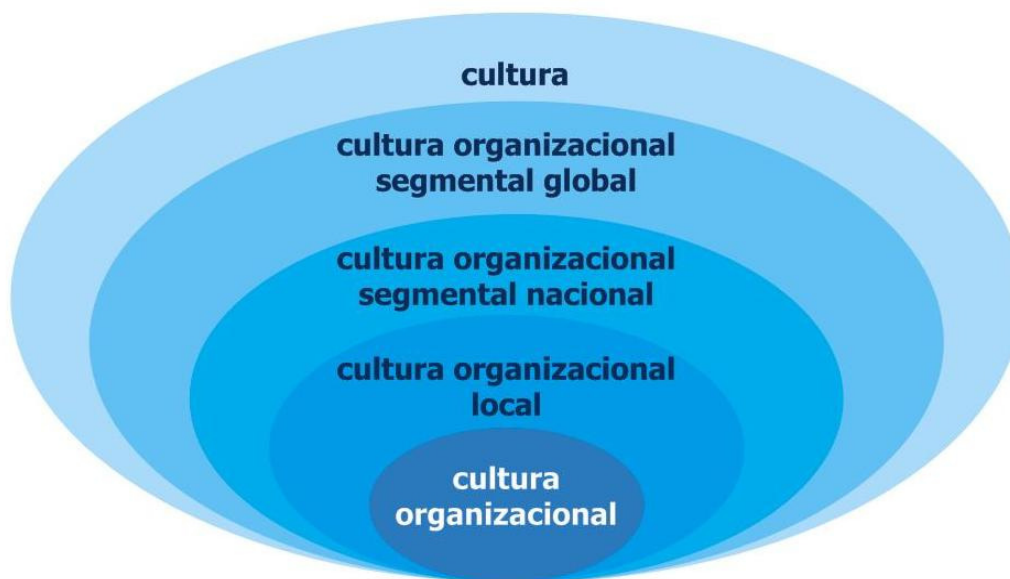 cultura
cultura organizacional
segmental global
cultura organizacional
segmental nacional
cultura organizacional
local
cultura
organizacional